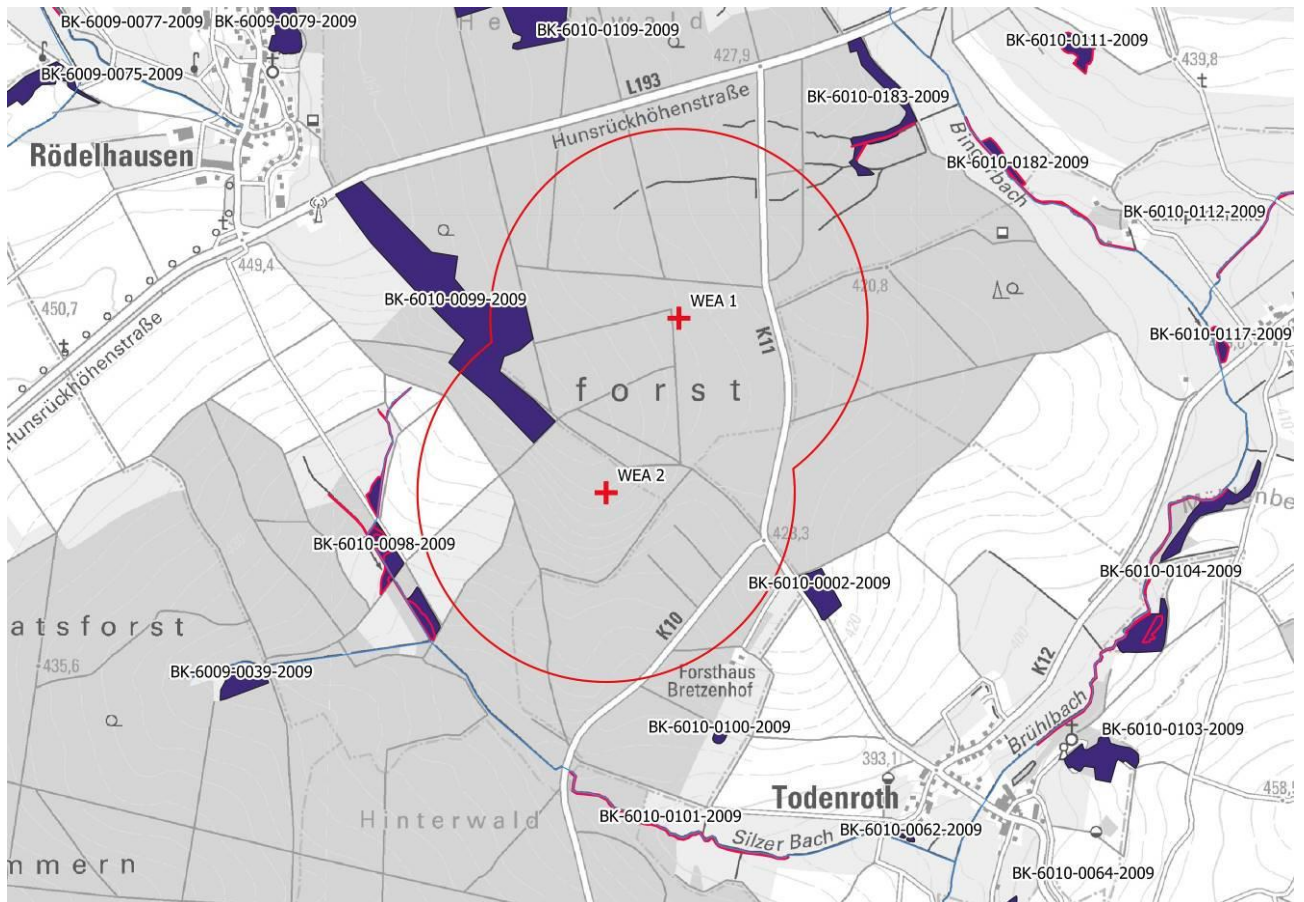 BK-6009-0077-2009
BK-6009-0079-2009
BK-6010-0109-2009
BK-6010-0111-2009
427,9
439,8
BK-6009-0075-2009
L193
Hunsrückhöhenstraße
BK-6010-0183-2009
Rödelhausen
Bingerbach
BK-6010-0182-2009
BK-6010-0112-2009
449,4
450,7
BK-6010-0099-2009
WEA 1
420,8
K11
BK-6010-0117-2009
Hunsrückhöhenstraße
forst
WEA 2
BK-6010-0098-2009
BK-6010-0002-2009
BK-6010-0104-2009
atsforst
435,6
BK-6009-0039-2009
K10
Forsthaus
Bretzenhof
K12
BK-6010-0100-2009
Brühlbach
BK-6010-0103-2009
393,1
458,5
Todenroth
Hinterwald
BK-6010-0101-2009
Silzer Bach
BK-6010-0062-2009
mmern
BK-6010-0064-2009
420
410